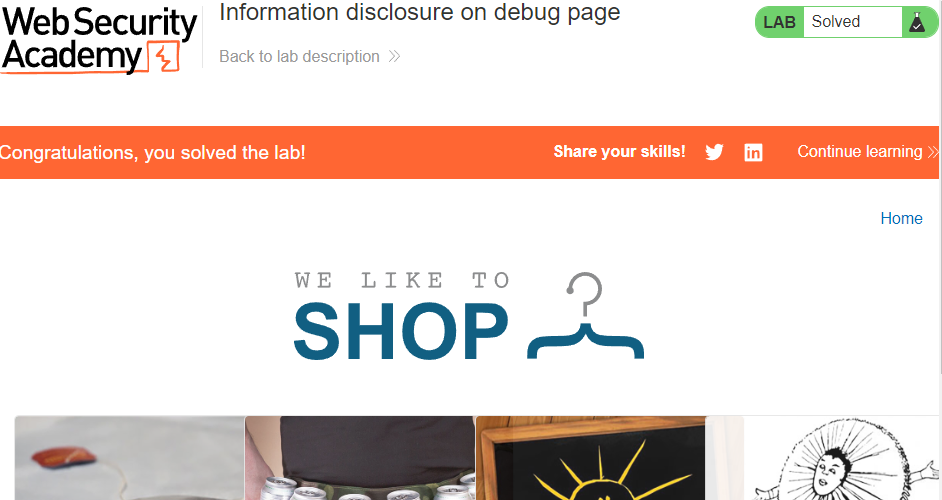 Web Security
Academy
Information disclosure on debug page
Back to lab description
LAB Solved
Congratulations, you solved the lab!
Share your skills!
Continue learning
Home
WE LIKE TO
SHOP